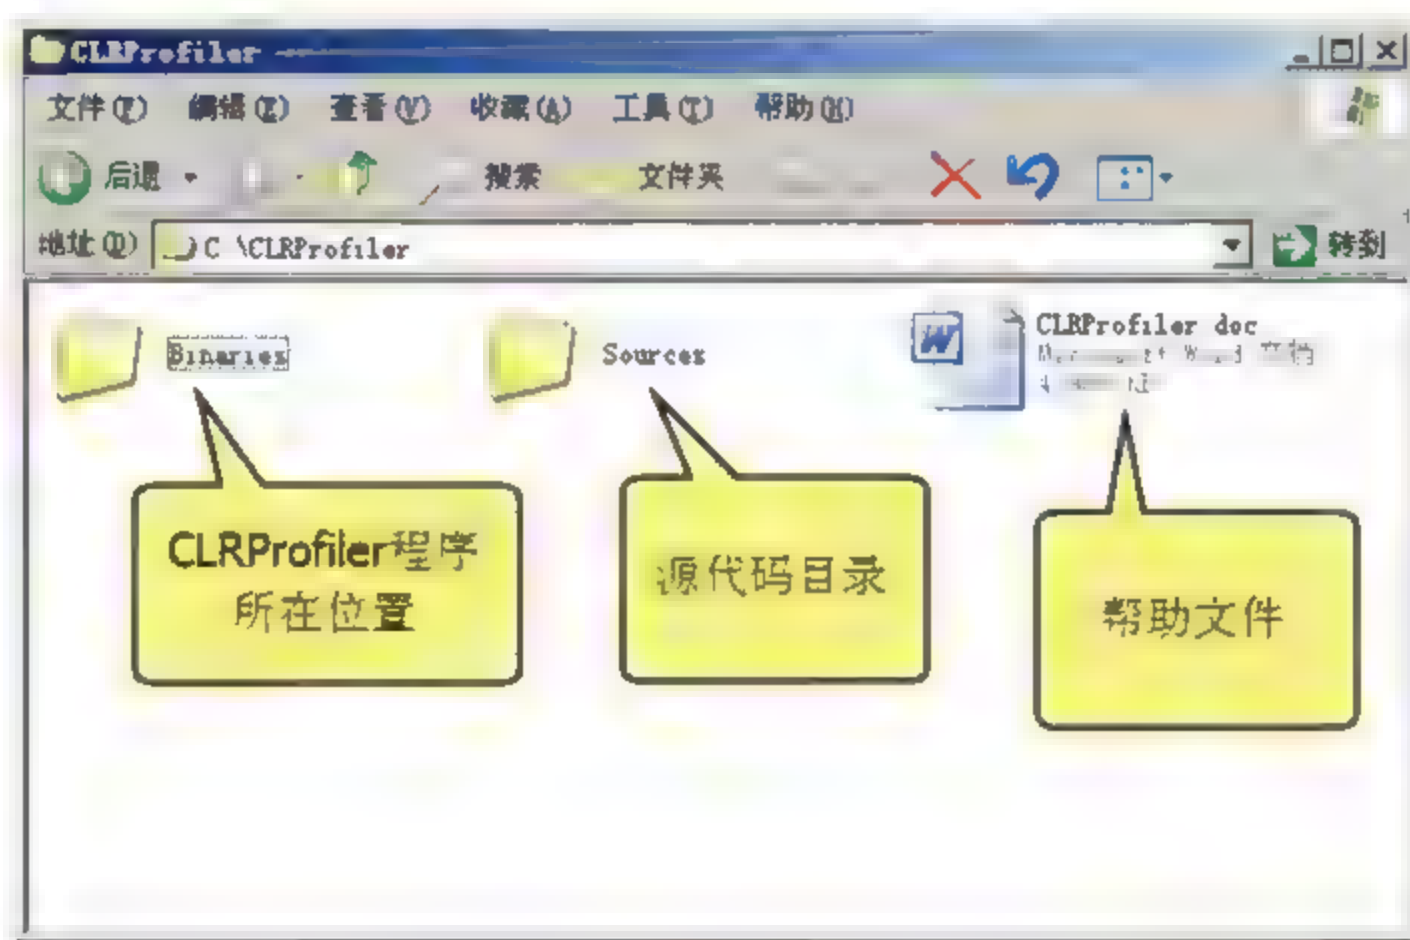 CLRProfiler
文件(F) 编辑(E) 查看(V) 收藏(A) 工具(T) 帮助(H)
后退 搜索 文件夹
地址(D) C \CLRProfiler 转到
Binaries Sources CLRProfiler doc
文档
CLRProfiler程序
所在位置
源代码目录
帮助文件